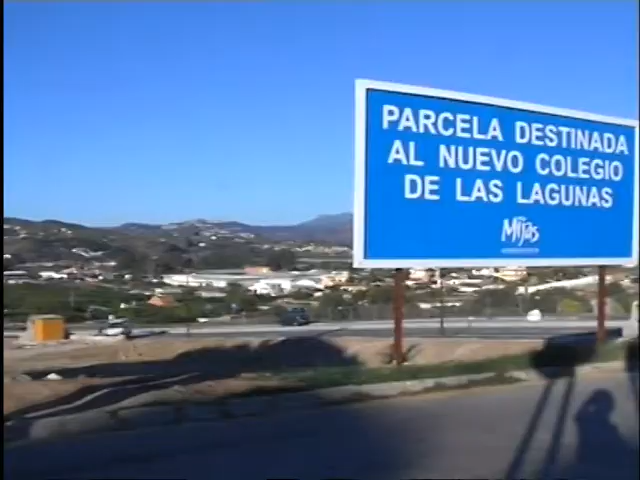 PARCELA DESTINADA
AL NUEVO COLEGIO
DE LAS LAGUNAS
Mijas